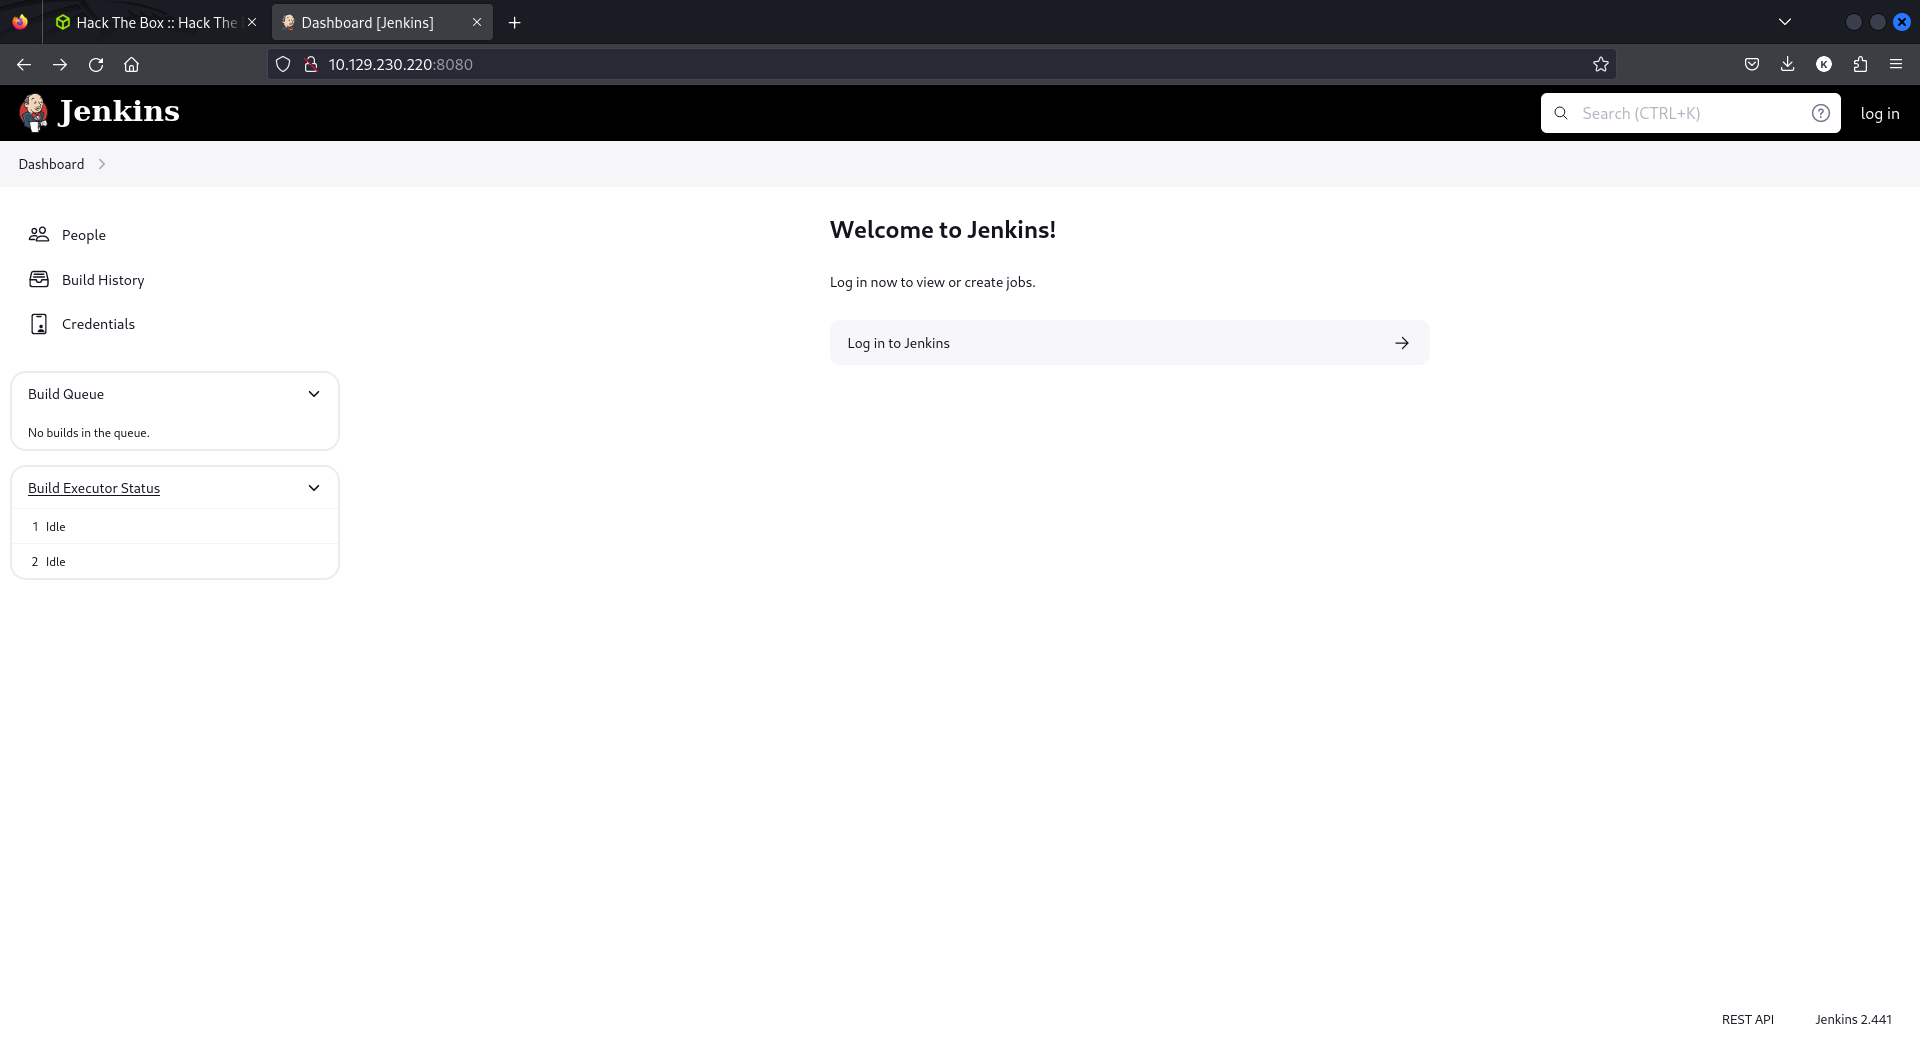 Hack The Box :: Hack The
Dashboard [Jenkins]
10.129.230.220:8080
K
Jenkins
Search (CTRL+K)
?
log in
Dashboard
People
Build History
Credentials
Build Queue
No builds in the queue.
Build Executor Status
1 Idle
2 Idle
Welcome to Jenkins!
Log in now to view or create jobs.
Log in to Jenkins
REST API
Jenkins 2.441